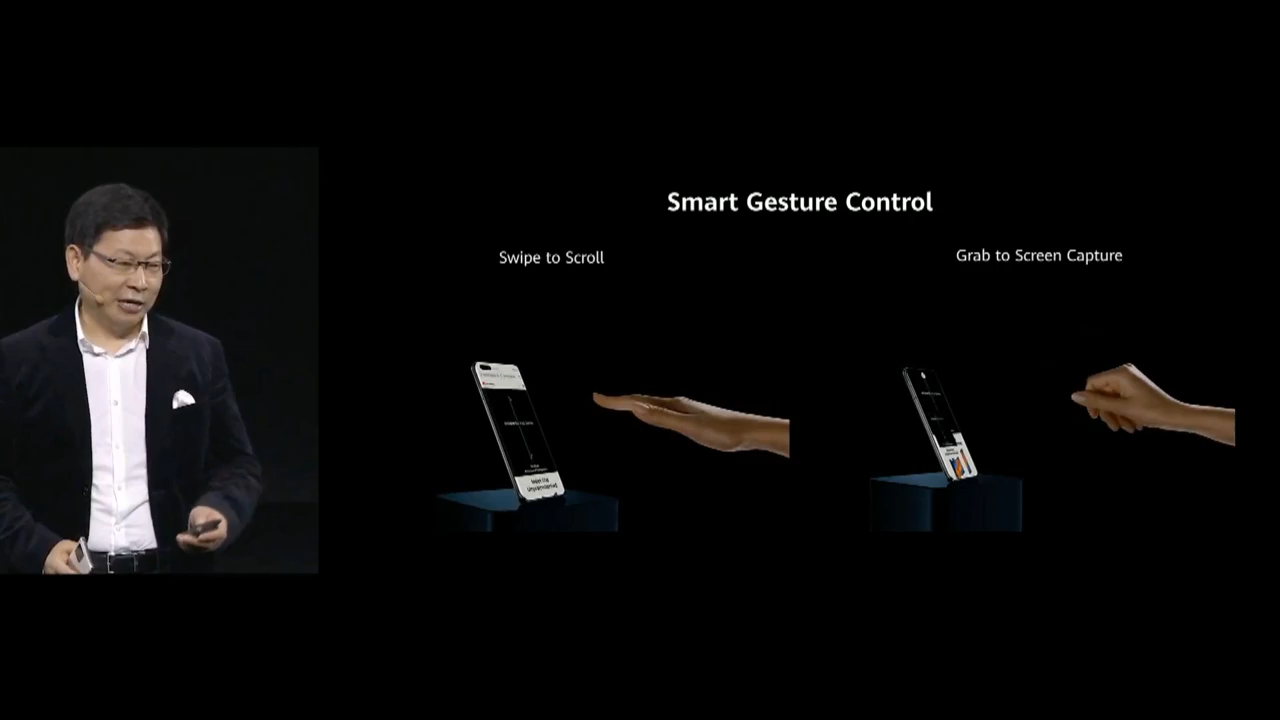 Smart Gesture Control
Swipe to Scroll
Grab to Screen Capture